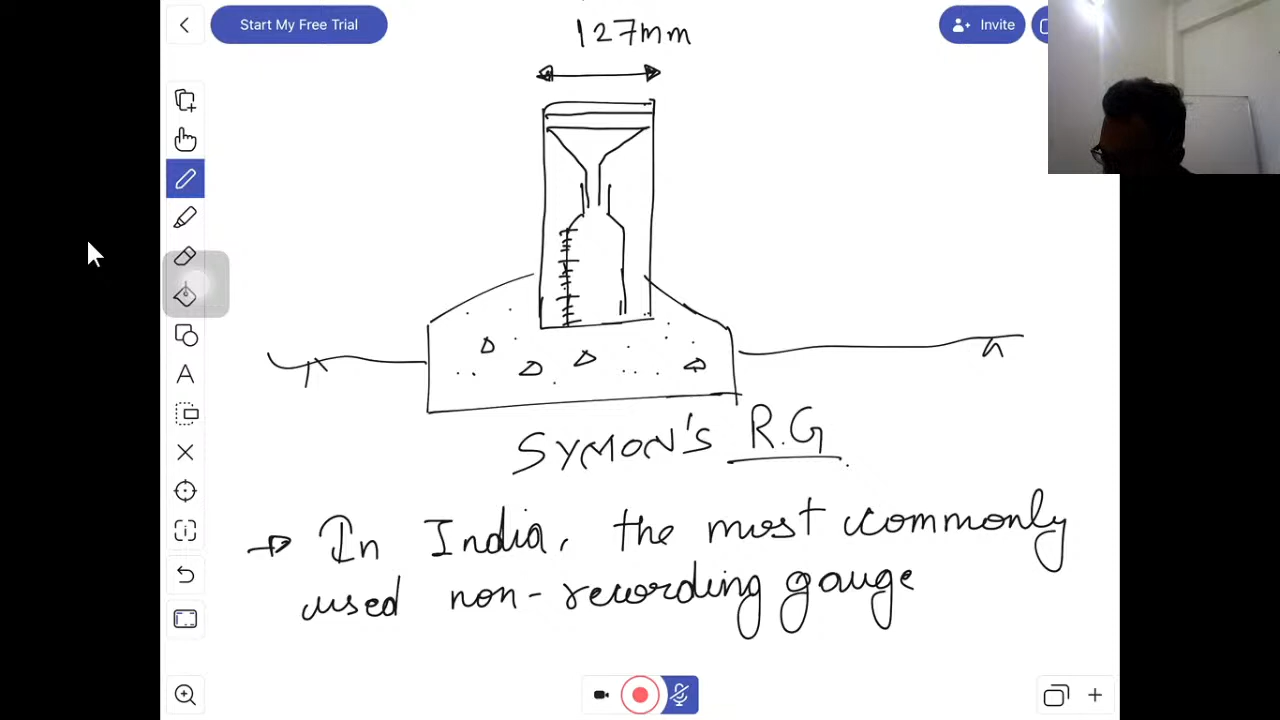 Start My Free Trial
Invite
127mm
SYMON'S R.G
→ In India, the most commonly
used non-recording gauge